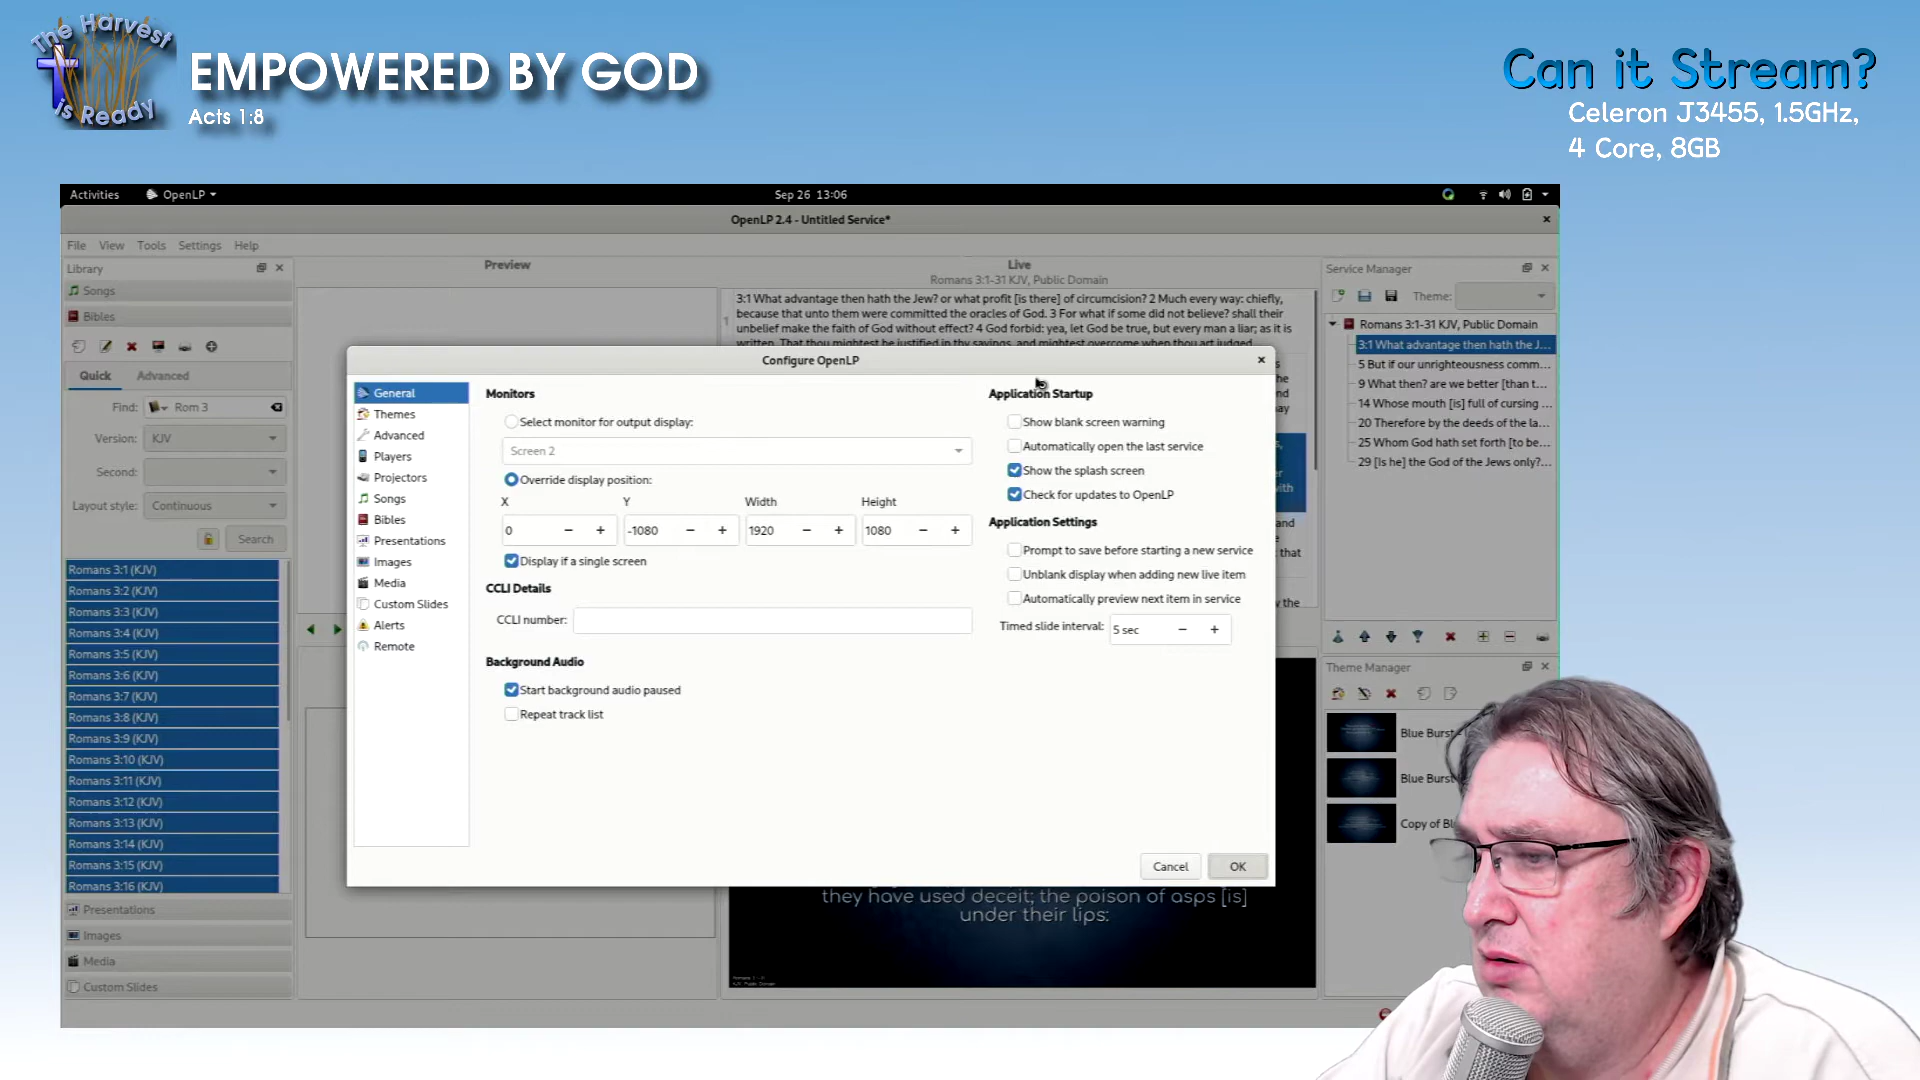 The Harvest
is Ready
EMPOWERED BY GOD
Acts 1:8
Can it Stream?
Celeron J3455, 1.5GHz,
4 Core, 8GB
Activities
OpenLP
Sep 26 13:06
OpenLP 2.4 - Untitled Service*
File View Tools Settings Help
Library
Songs
Bibles
Quick Advanced
Find: Rom 3
Version: KJV
Second:
Layout style: Continuous
Search
Romans 3:1 (KJV)
Romans 3:2 (KJV)
Romans 3:3 (KJV)
Romans 3:4 (KJV)
Romans 3:5 (KJV)
Romans 3:6 (KJV)
Romans 3:7 (KJV)
Romans 3:8 (KJV)
Romans 3:9 (KJV)
Romans 3:10 (KJV)
Romans 3:11 (KJV)
Romans 3:12 (KJV)
Romans 3:13 (KJV)
Romans 3:14 (KJV)
Romans 3:15 (KJV)
Romans 3:16 (KJV)
Presentations
Images
Media
Custom Slides
Preview
Live
Romans 3:1-31 KJV, Public Domain
1
3:1 What advantage then hath the Jew? or what profit [is there] of circumcision? 2 Much every way: chiefly,
because that unto them were committed the oracles of God. 3 For what if some did not believe? shall their
unbelief make the faith of God without effect? 4 God forbid: yea, let God be true, but every man a liar; as it is
written, That thou mightest be justified in thy sayings, and mightest overcome when thou art judged.
Configure OpenLP
General
Themes
Advanced
Players
Projectors
Songs
Bibles
Presentations
Images
Media
Custom Slides
Alerts
Remote
Monitors
Select monitor for output display:
Screen 2
Override display position:
X Y Width Height
0 -1080 1920 1080
Display if a single screen
CCLI Details
CCLI number:
Background Audio
Start background audio paused
Repeat track list
Application Startup
Show blank screen warning
Automatically open the last service
Show the splash screen
Check for updates to OpenLP
Application Settings
Prompt to save before starting a new service
Unblank display when adding new live item
Automatically preview next item in service
Timed slide interval: 5 sec
Cancel
OK
they have used deceit; the poison of asps [is]
under their lips:
Service Manager
Theme:
Romans 3:1-31 KJV, Public Domain
3:1 What advantage then hath the J...
5 But if our unrighteousness comm...
9 What then? are we better [than t...
14 Whose mouth [is] full of cursing ...
20 Therefore by the deeds of the la...
25 Whom God hath set forth [to be...
29 [Is he] the God of the Jews only?...
Theme Manager
Blue Burst
Blue Burst
Copy of Bl